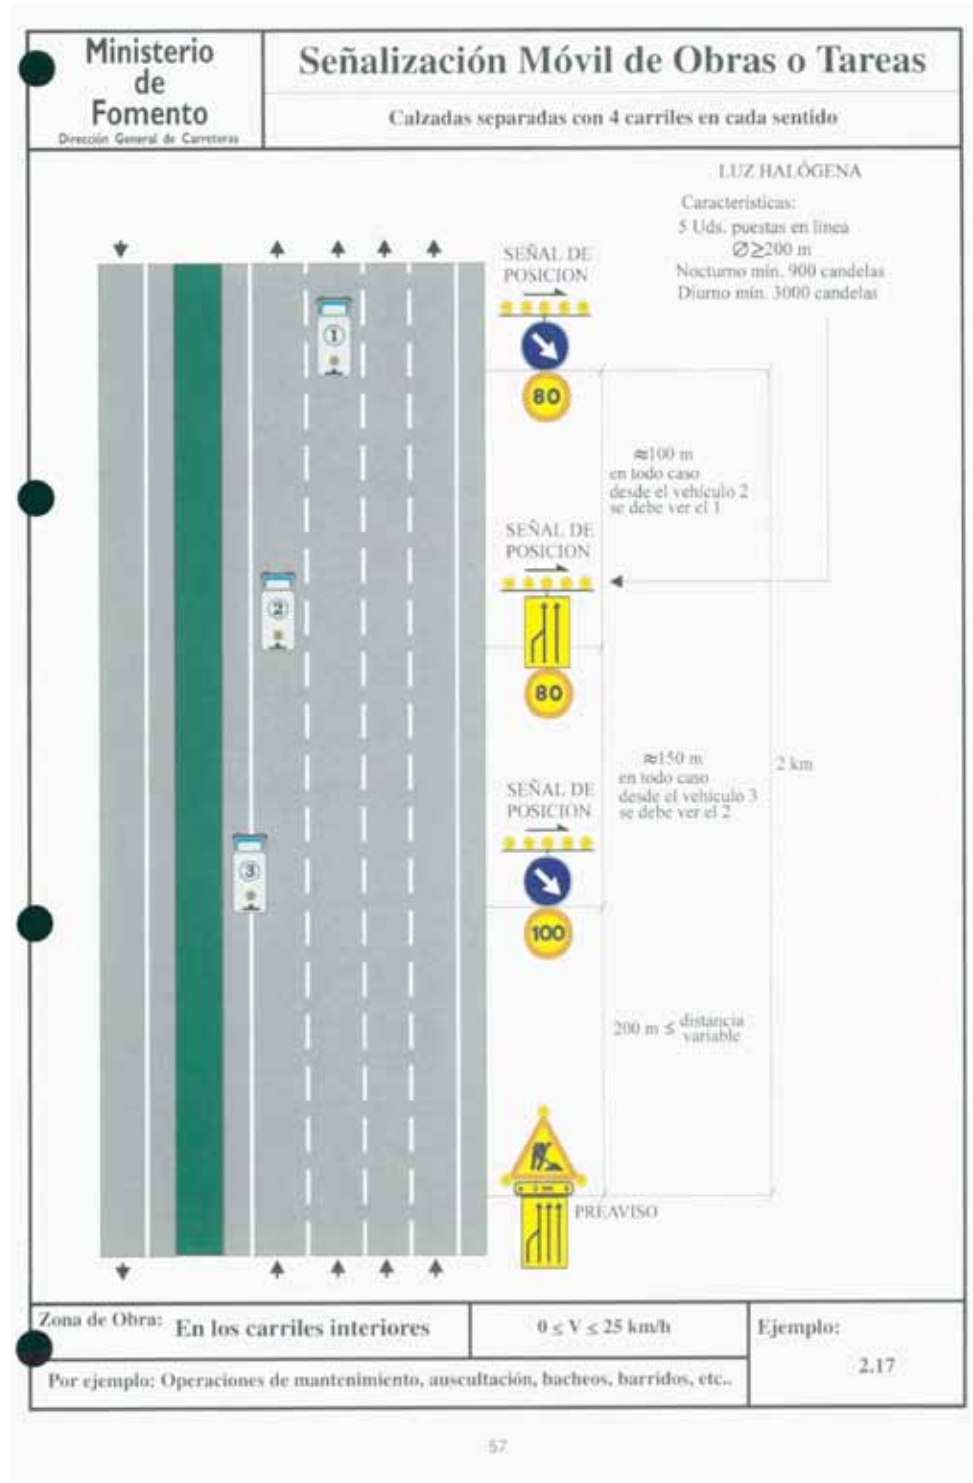 Ministerio
de
Fomento
Dirección General de Carreteras
Señalización Móvil de Obras o Tareas
Calzadas separadas con 4 carriles en cada sentido
LUZ HALÓGENA
Características:
5 Uds. puestas en línea
Ø≥200 m
Nocturno mín. 900 candelas
Diurno mín. 3000 candelas
SEÑAL DE
POSICION
80
1
≈100 m
en todo caso
desde el vehículo 2
se debe ver el 1
SEÑAL DE
POSICION
2
80
≈150 m
en todo caso
desde el vehículo 3
se debe ver el 2
2 km
SEÑAL DE
POSICION
3
100
200 m ≤ distancia
variable
PREAVISO
Zona de Obra: En los carriles interiores
0 ≤ V ≤ 25 km/h
Ejemplo:
2.17
Por ejemplo: Operaciones de mantenimiento, auscultación, bacheos, barridos, etc..
57